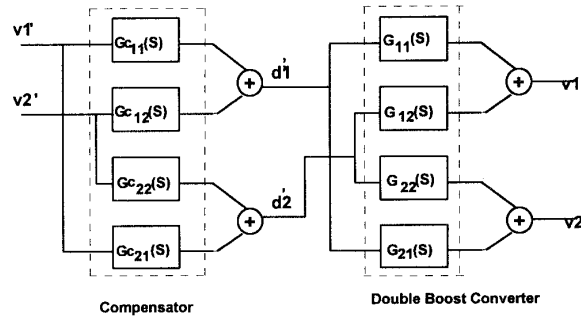 v1'
v2'
Gc11(S)
Gc12(S)
Gc22(S)
Gc21(S)
+
+
d'1
d'2
G11(S)
G12(S)
G22(S)
G21(S)
+
+
v1
v2
Compensator
Double Boost Converter